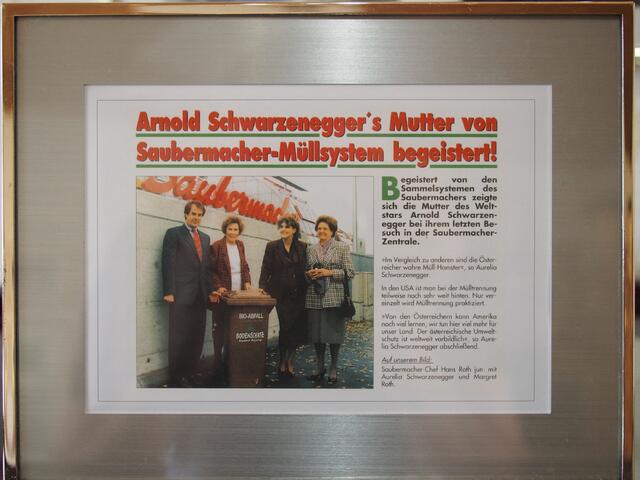 Arnold Schwarzenegger's Mutter von
Saubermacher-Müllsystem begeistert!
Saubermacher
BIO-ABFALL
BODENSCHÄTZE
Begeistert von den
Sammelsystemen des
Saubermachers zeigte
sich die Mutter des Welt-
stars Arnold Schwarzen-
egger bei ihrem letzten Be-
such in der Saubermacher-
Zentrale.
»Im Vergleich zu anderen sind die Öster-
reicher wahre Müll-Hamster«, so Aurelia
Schwarzenegger.
In den USA ist man bei der Mülltrennung
teilweise noch sehr weit hinten. Nur ver-
einzelt wird Mülltrennung praktiziert.
»Von den Österreichern kann Amerika
noch viel lernen, wir tun hier viel mehr für
unser Land. Der österreichische Umwelt-
schutz ist weltweit vorbildlich«, so Aure-
lia Schwarzenegger abschließend.
Auf unserem Bild:
Saubermacher-Chef Hans Roth jun. mit
Aurelia Schwarzenegger und Margret
Roth.